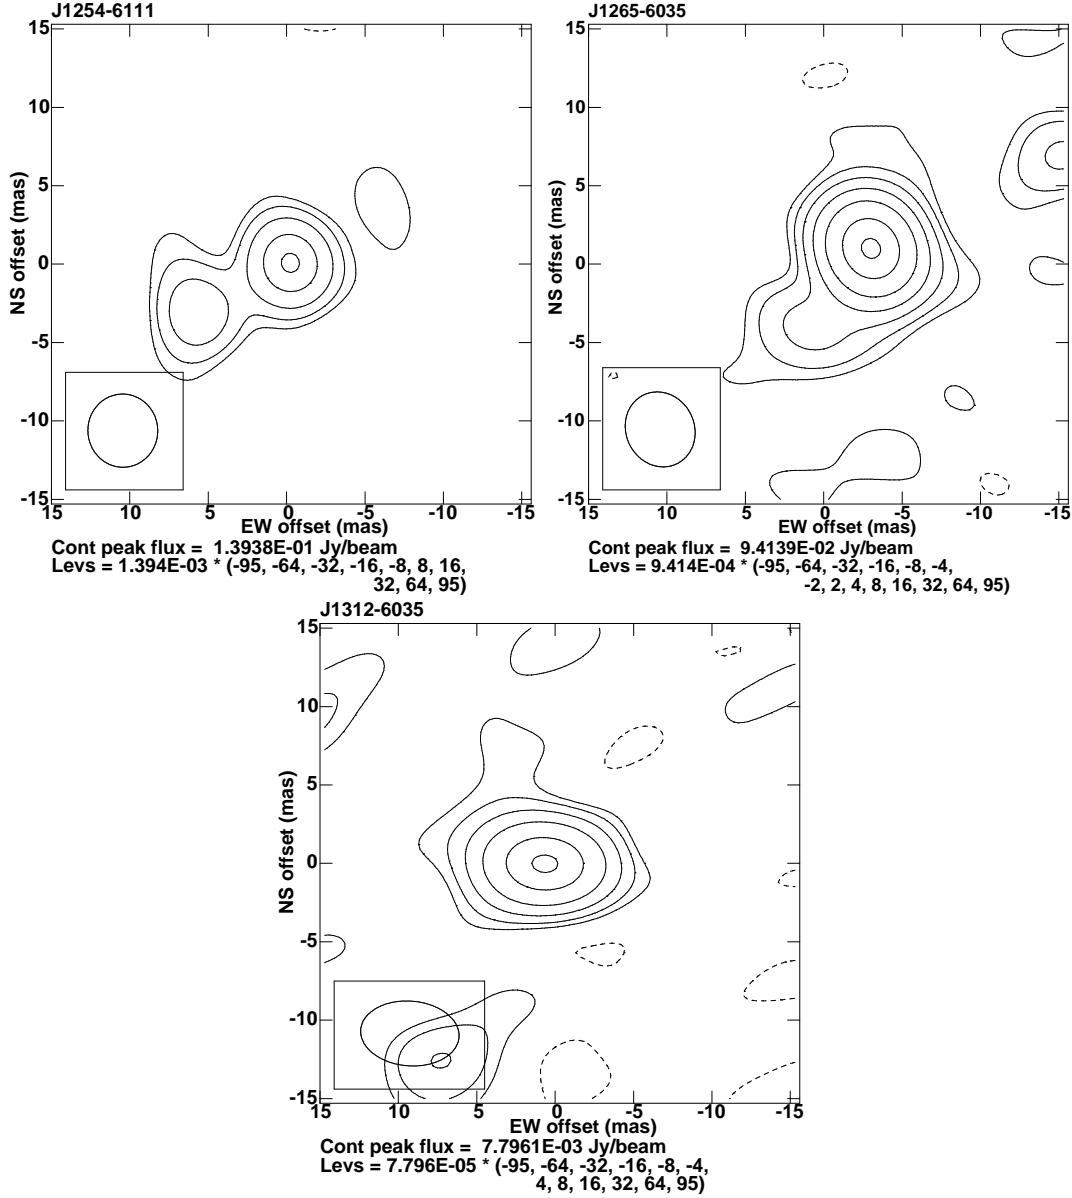 J1254-6111
15
10
5
0
-5
-10
-15
NS offset (mas)
15 10 5 0 -5 -10 -15
EW offset (mas)
Cont peak flux = 1.3938E-01 Jy/beam
Levs = 1.394E-03 * (-95, -64, -32, -16, -8, 8, 16,
32, 64, 95)
J1265-6035
15
10
5
0
-5
-10
-15
NS offset (mas)
15 10 5 0 -5 -10 -15
EW offset (mas)
Cont peak flux = 9.4139E-02 Jy/beam
Levs = 9.414E-04 * (-95, -64, -32, -16, -8, -4,
-2, 2, 4, 8, 16, 32, 64, 95)
J1312-6035
15
10
5
0
-5
-10
-15
NS offset (mas)
15 10 5 0 -5 -10 -15
EW offset (mas)
Cont peak flux = 7.7961E-03 Jy/beam
Levs = 7.796E-05 * (-95, -64, -32, -16, -8, -4,
4, 8, 16, 32, 64, 95)